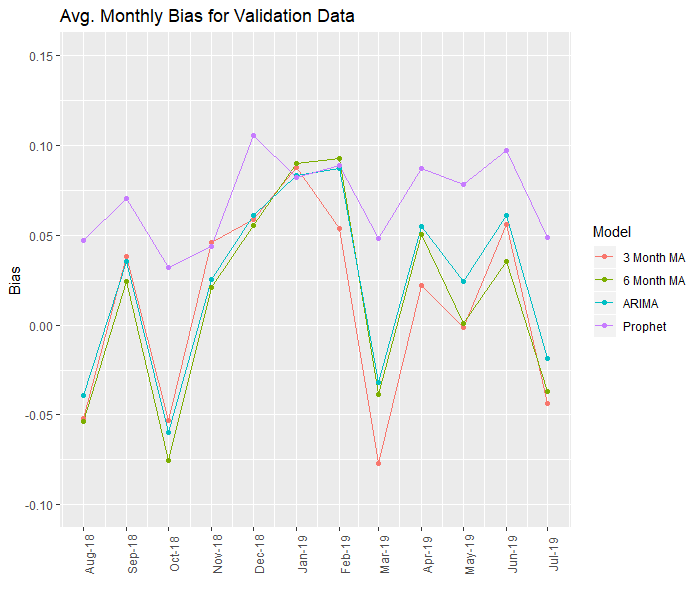 Avg. Monthly Bias for Validation Data
0.15
0.10
0.05
0.00
-0.05
-0.10
Bias
Aug-18
Sep-18
Oct-18
Nov-18
Dec-18
Jan-19
Feb-19
Mar-19
Apr-19
May-19
Jun-19
Jul-19
Model
3 Month MA
6 Month MA
ARIMA
Prophet